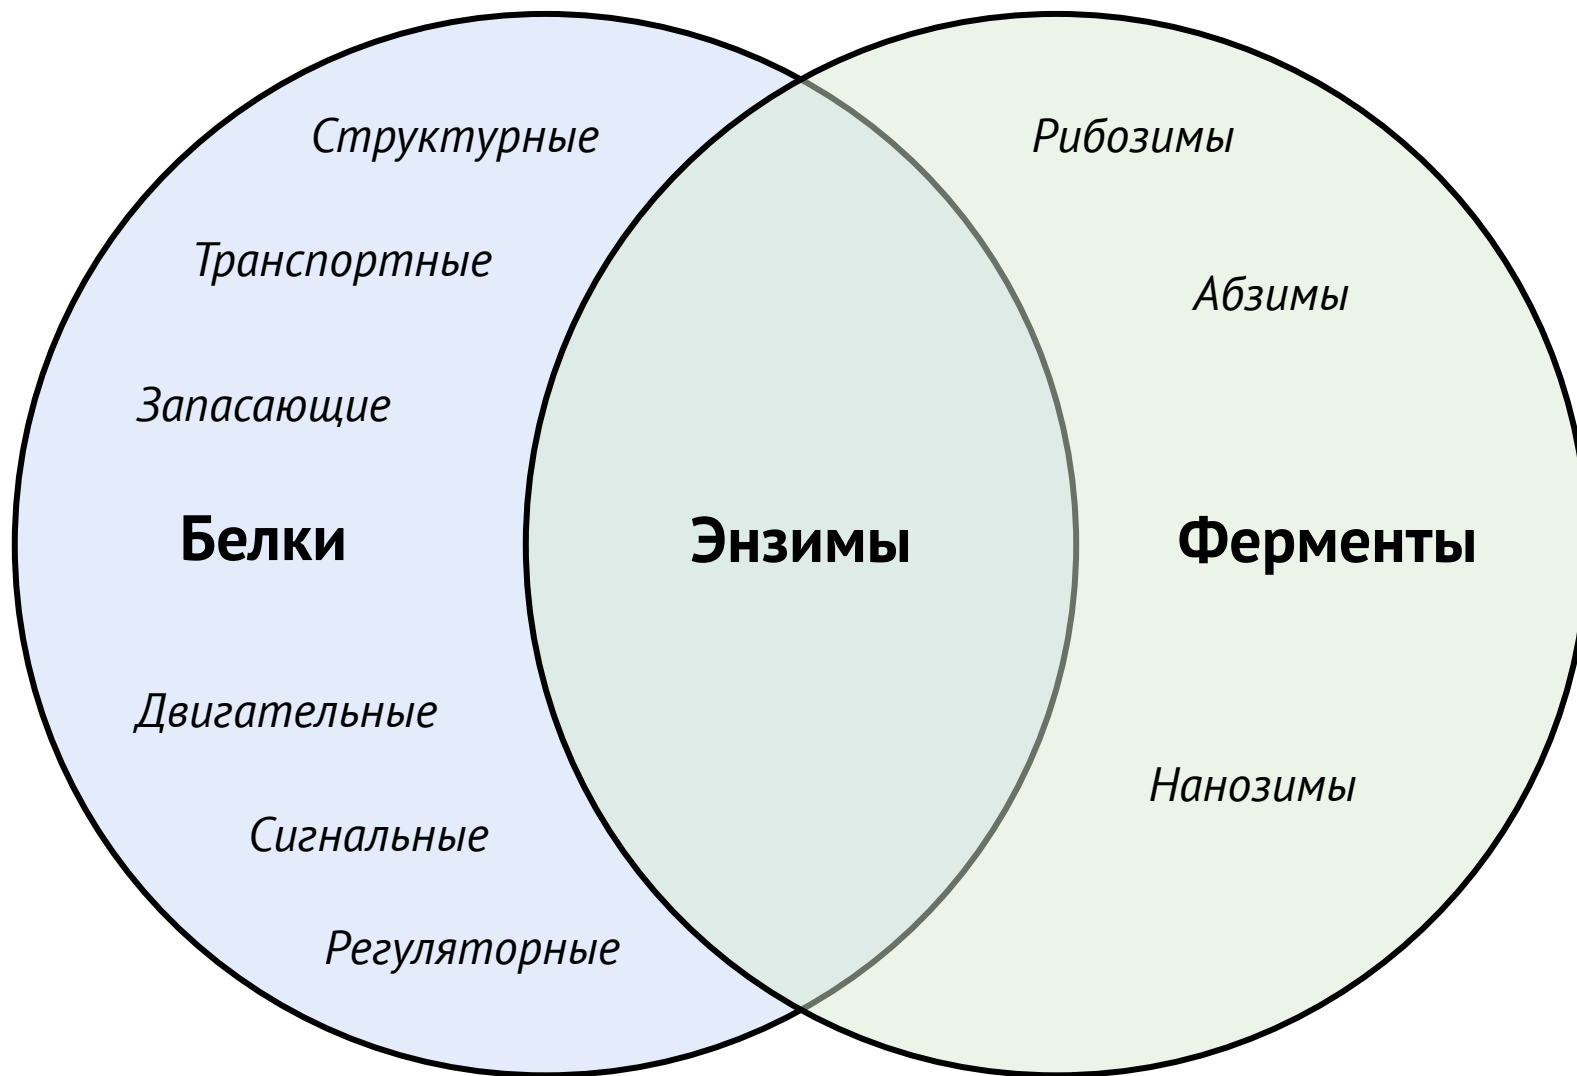 Структурные
Транспортные
Запасающие
Белки
Двигательные
Сигнальные
Регуляторные
Энзимы
Рибозимы
Абзимы
Ферменты
Нанозимы